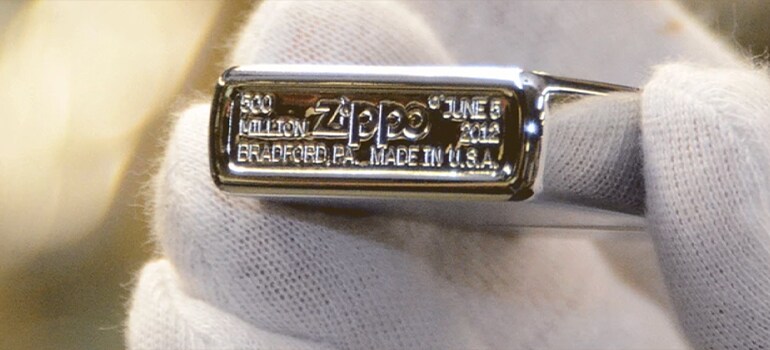 500 MILLION Zippo® JUNE 5 2012
BRADFORD, PA. MADE IN U.S.A.